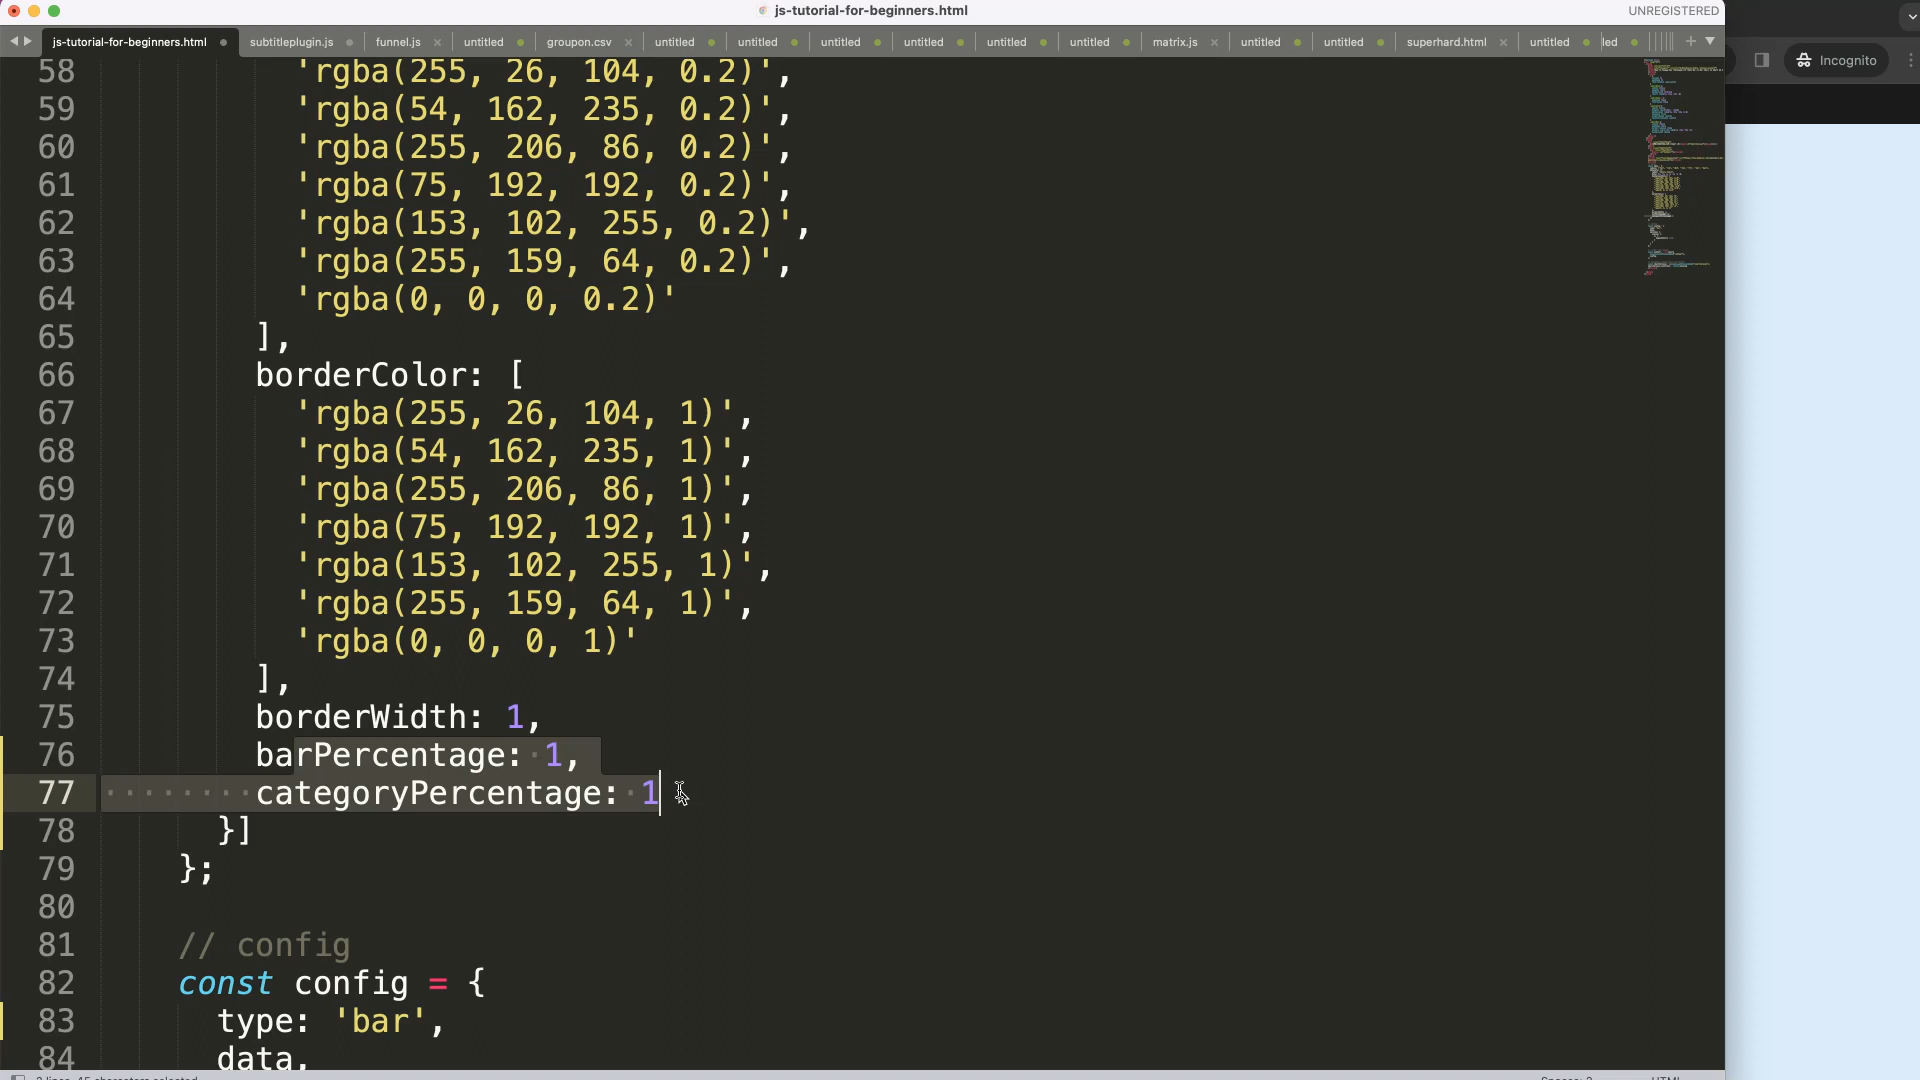 js-tutorial-for-beginners.html
UNREGISTERED
js-tutorial-for-beginners.html subtitleplugin.js funnel.js untitled groupon.csv untitled untitled untitled untitled untitled untitled matrix.js untitled untitled superhard.html untitled led
Incognito
58 'rgba(255, 26, 104, 0.2)',
59 'rgba(54, 162, 235, 0.2)',
60 'rgba(255, 206, 86, 0.2)',
61 'rgba(75, 192, 192, 0.2)',
62 'rgba(153, 102, 255, 0.2)',
63 'rgba(255, 159, 64, 0.2)',
64 'rgba(0, 0, 0, 0.2)'
65 ],
66 borderColor: [
67 'rgba(255, 26, 104, 1)',
68 'rgba(54, 162, 235, 1)',
69 'rgba(255, 206, 86, 1)',
70 'rgba(75, 192, 192, 1)',
71 'rgba(153, 102, 255, 1)',
72 'rgba(255, 159, 64, 1)',
73 'rgba(0, 0, 0, 1)'
74 ],
75 borderWidth: 1,
76 barPercentage: 1,
77 categoryPercentage: 1
78 }]
79 };
80
81 // config
82 const config = {
83 type: 'bar',
84 data,